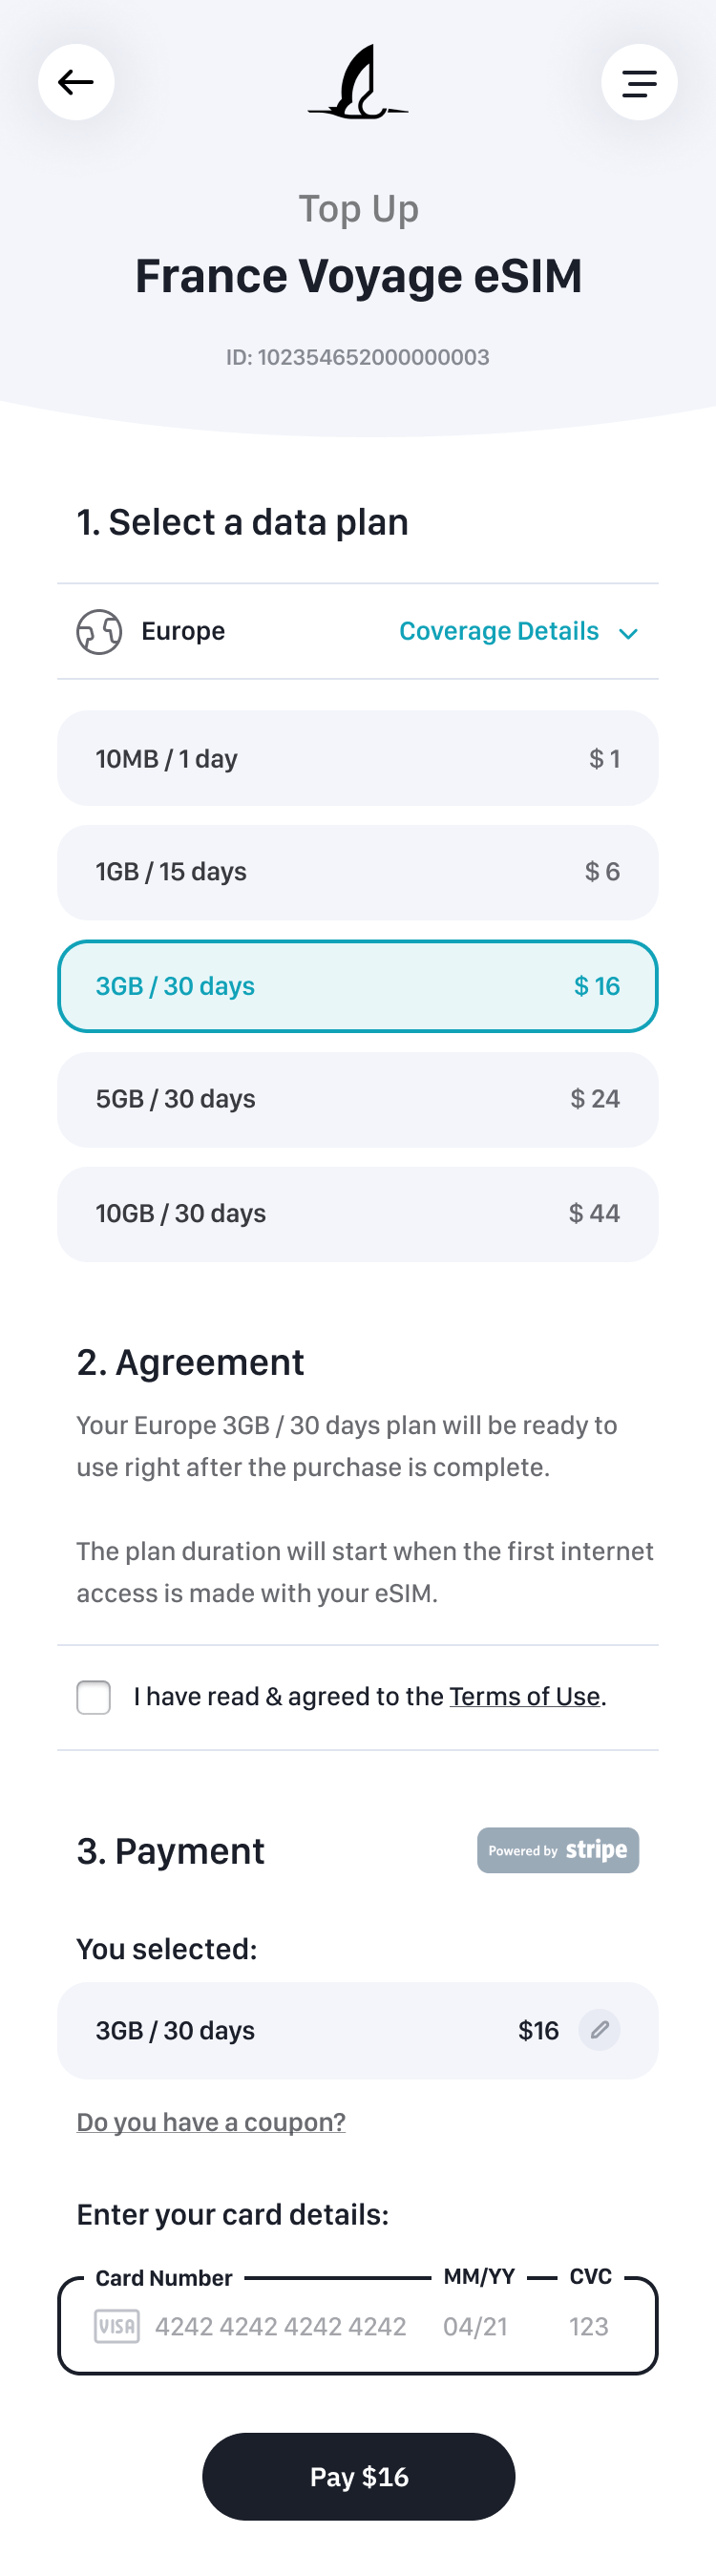 Top Up
France Voyage eSIM
ID: 102354652000000003
1. Select a data plan
Europe Coverage Details
10MB / 1 day $ 1
1GB / 15 days $ 6
3GB / 30 days $ 16
5GB / 30 days $ 24
10GB / 30 days $ 44
2. Agreement
Your Europe 3GB / 30 days plan will be ready to
use right after the purchase is complete.
The plan duration will start when the first internet
access is made with your eSIM.
I have read & agreed to the Terms of Use.
3. Payment Powered by stripe
You selected:
3GB / 30 days $16
Do you have a coupon?
Enter your card details:
Card Number MM/YY CVC
VISA 4242 4242 4242 4242 04/21 123
Pay $16